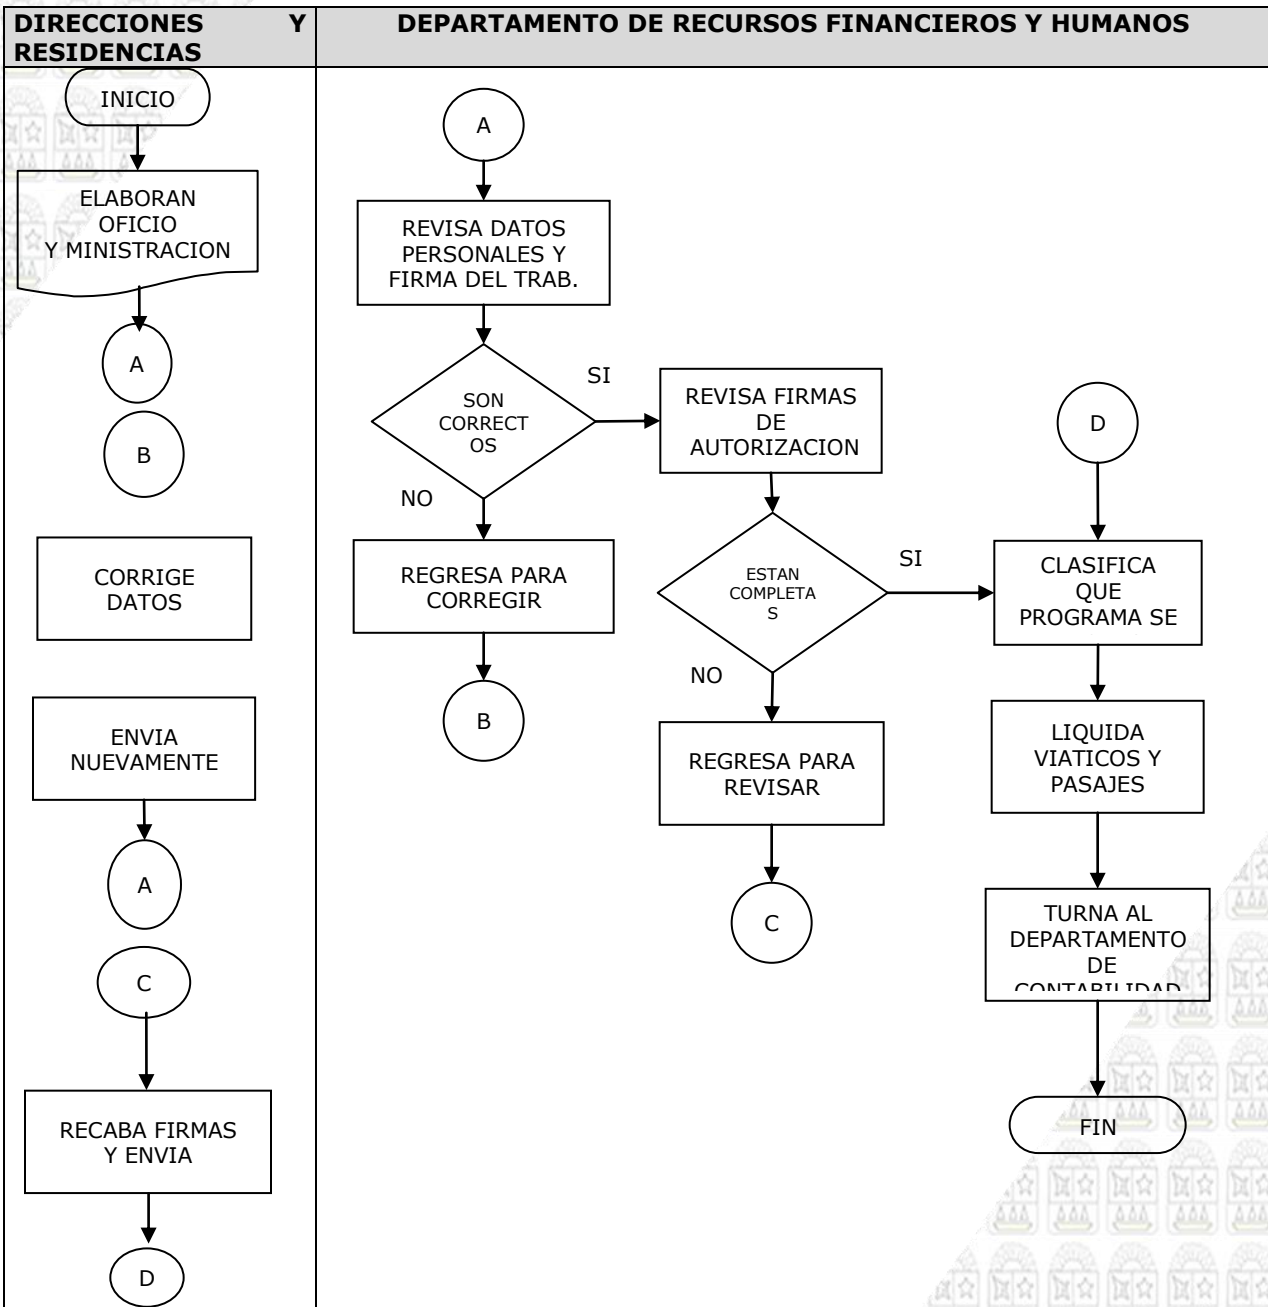 DIRECCIONES Y
RESIDENCIAS
DEPARTAMENTO DE RECURSOS FINANCIEROS Y HUMANOS
INICIO
ELABORAN
OFICIO
Y MINISTRACION
A
B
CORRIGE
DATOS
ENVIA
NUEVAMENTE
A
C
RECABA FIRMAS
Y ENVIA
D
A
REVISA DATOS
PERSONALES Y
FIRMA DEL TRAB.
SON
CORRECT
OS
SI
NO
REGRESA PARA
CORREGIR
B
REVISA FIRMAS
DE
AUTORIZACION
ESTAN
COMPLETA
S
SI
NO
REGRESA PARA
REVISAR
C
D
CLASIFICA
QUE
PROGRAMA SE
LIQUIDA
VIATICOS Y
PASAJES
TURNA AL
DEPARTAMENTO
DE
CONTABILIDAD
FIN